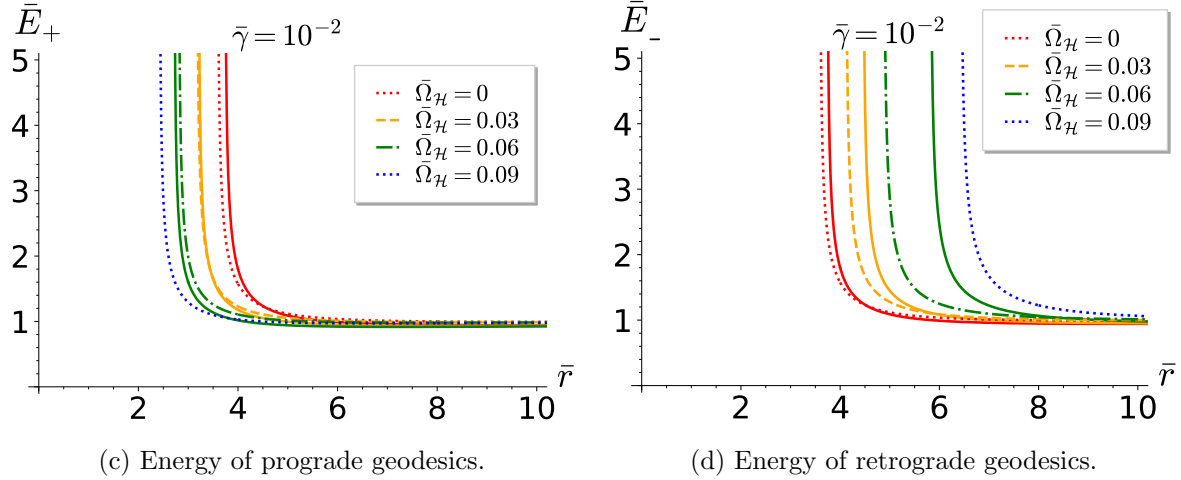 Ē₊
γ̄ = 10⁻²
5
4
3
2
1
Ω̄_ℋ = 0
Ω̄_ℋ = 0.03
Ω̄_ℋ = 0.06
Ω̄_ℋ = 0.09
r̄
2 4 6 8 10
(c) Energy of prograde geodesics.
Ē₋
γ̄ = 10⁻²
5
4
3
2
1
Ω̄_ℋ = 0
Ω̄_ℋ = 0.03
Ω̄_ℋ = 0.06
Ω̄_ℋ = 0.09
r̄
2 4 6 8 10
(d) Energy of retrograde geodesics.